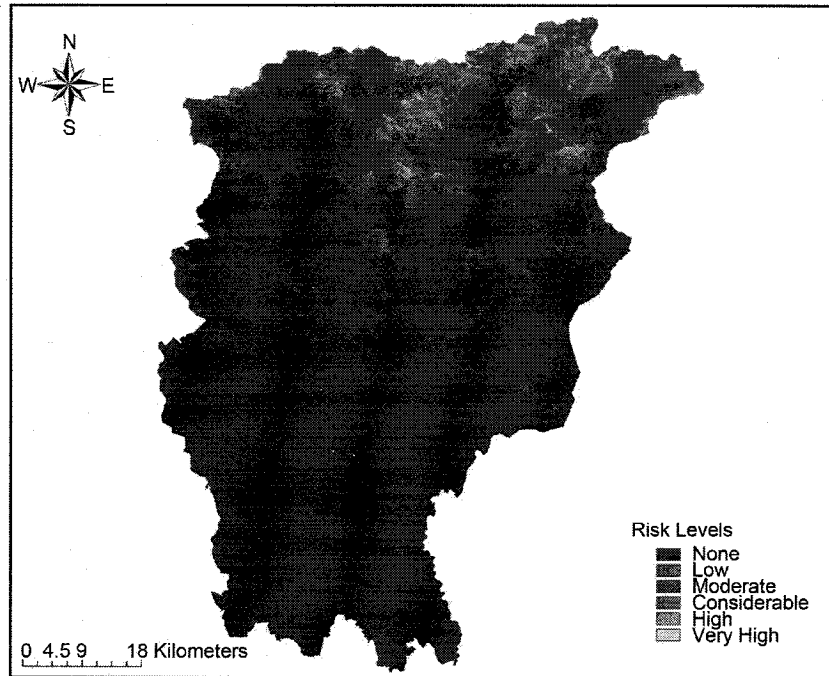 N
W E
S
Risk Levels
None
Low
Moderate
Considerable
High
Very High
0 4.5 9 18 Kilometers